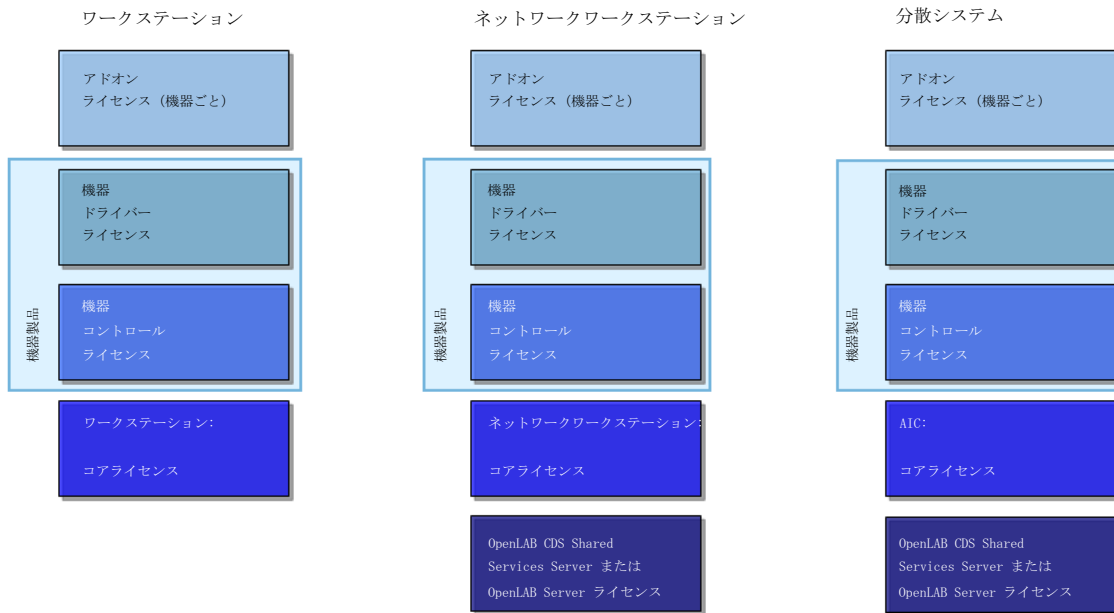 ワークステーション
アドオン
ライセンス (機器ごと)
機器
ドライバー
ライセンス
機器
コントロール
ライセンス
機器製品
ワークステーション:
コアライセンス
ネットワークワークステーション
アドオン
ライセンス (機器ごと)
機器
ドライバー
ライセンス
機器
コントロール
ライセンス
機器製品
ネットワークワークステーション:
コアライセンス
OpenLAB CDS Shared
Services Server または
OpenLAB Server ライセンス
分散システム
アドオン
ライセンス (機器ごと)
機器
ドライバー
ライセンス
機器
コントロール
ライセンス
機器製品
AIC:
コアライセンス
OpenLAB CDS Shared
Services Server または
OpenLAB Server ライセンス